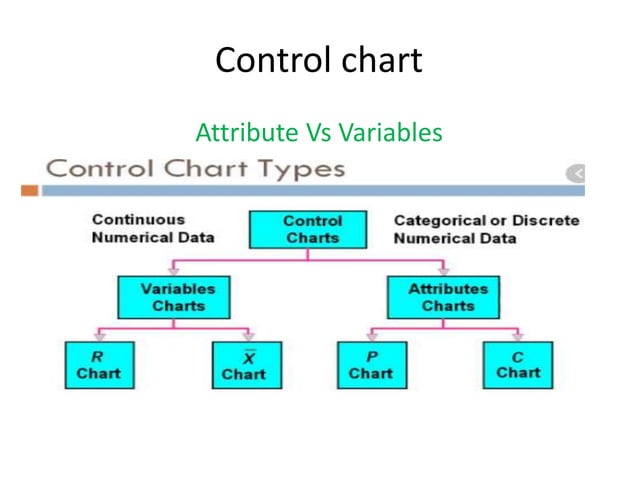 Control chart
Attribute Vs Variables
Control Chart Types
Continuous
Numerical Data
Control
Charts
Categorical or Discrete
Numerical Data
Variables
Charts
Attributes
Charts
R
Chart
X̅
Chart
P
Chart
C
Chart